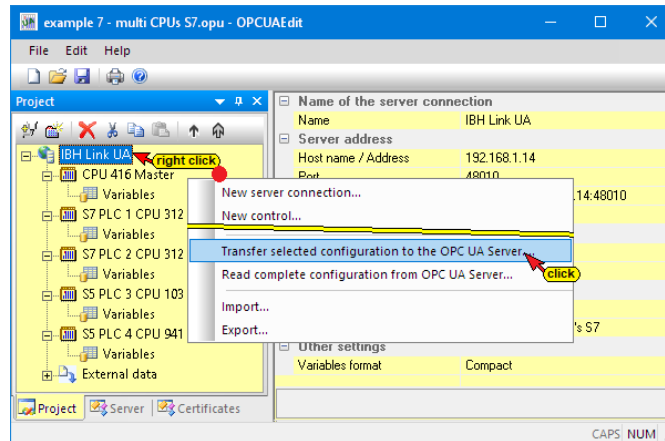 example 7 - multi CPUs S7.opu - OPCUAEdit
File Edit Help
Project
IBH Link UA
right click
CPU 416 Master
Variables
S7 PLC 1 CPU 312
Variables
S7 PLC 2 CPU 312
Variables
S5 PLC 3 CPU 103
Variables
S5 PLC 4 CPU 941
Variables
External data
Project Server Certificates
Name of the server connection
Name IBH Link UA
Server address
Host name / Address 192.168.1.14
Port 48010
.14:48010
New server connection...
New control...
Transfer selected configuration to the OPC UA Server...
click
Read complete configuration from OPC UA Server...
Import...
Export...
's S7
Other settings
Variables format Compact
CAPS NUM